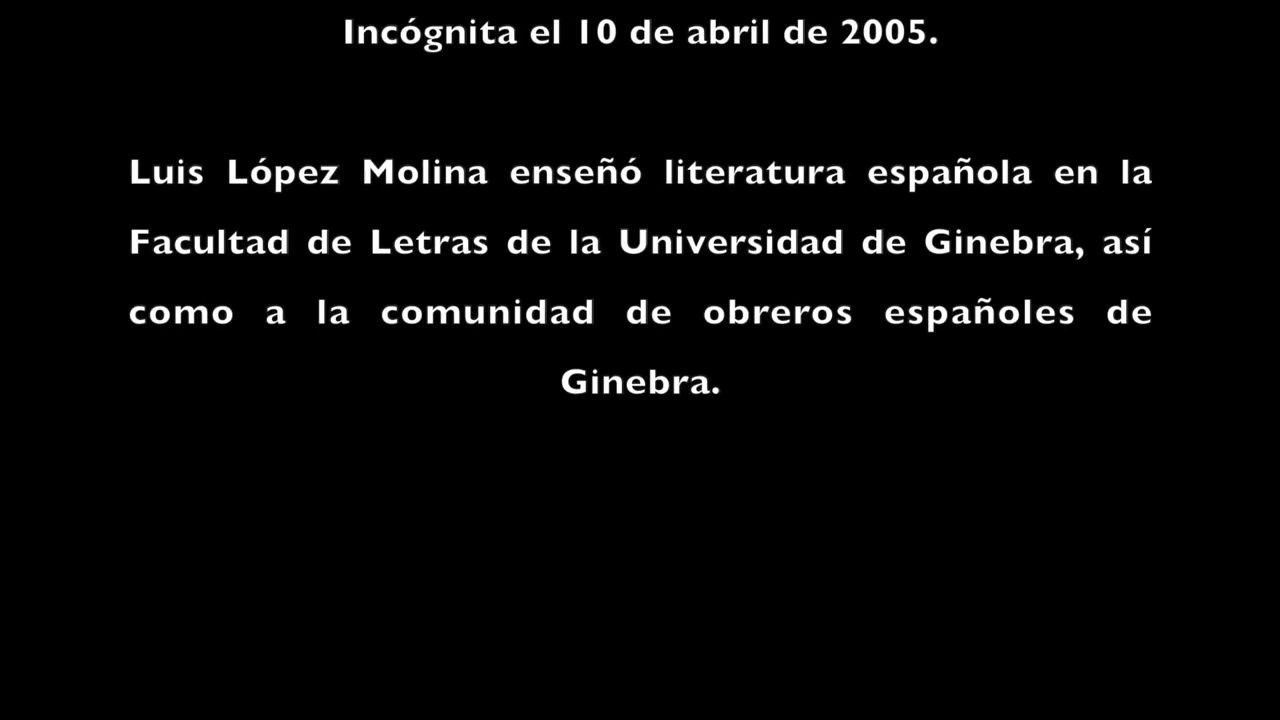 Incógnita el 10 de abril de 2005.
Luis López Molina enseñó literatura española en la
Facultad de Letras de la Universidad de Ginebra, así
como a la comunidad de obreros españoles de
Ginebra.